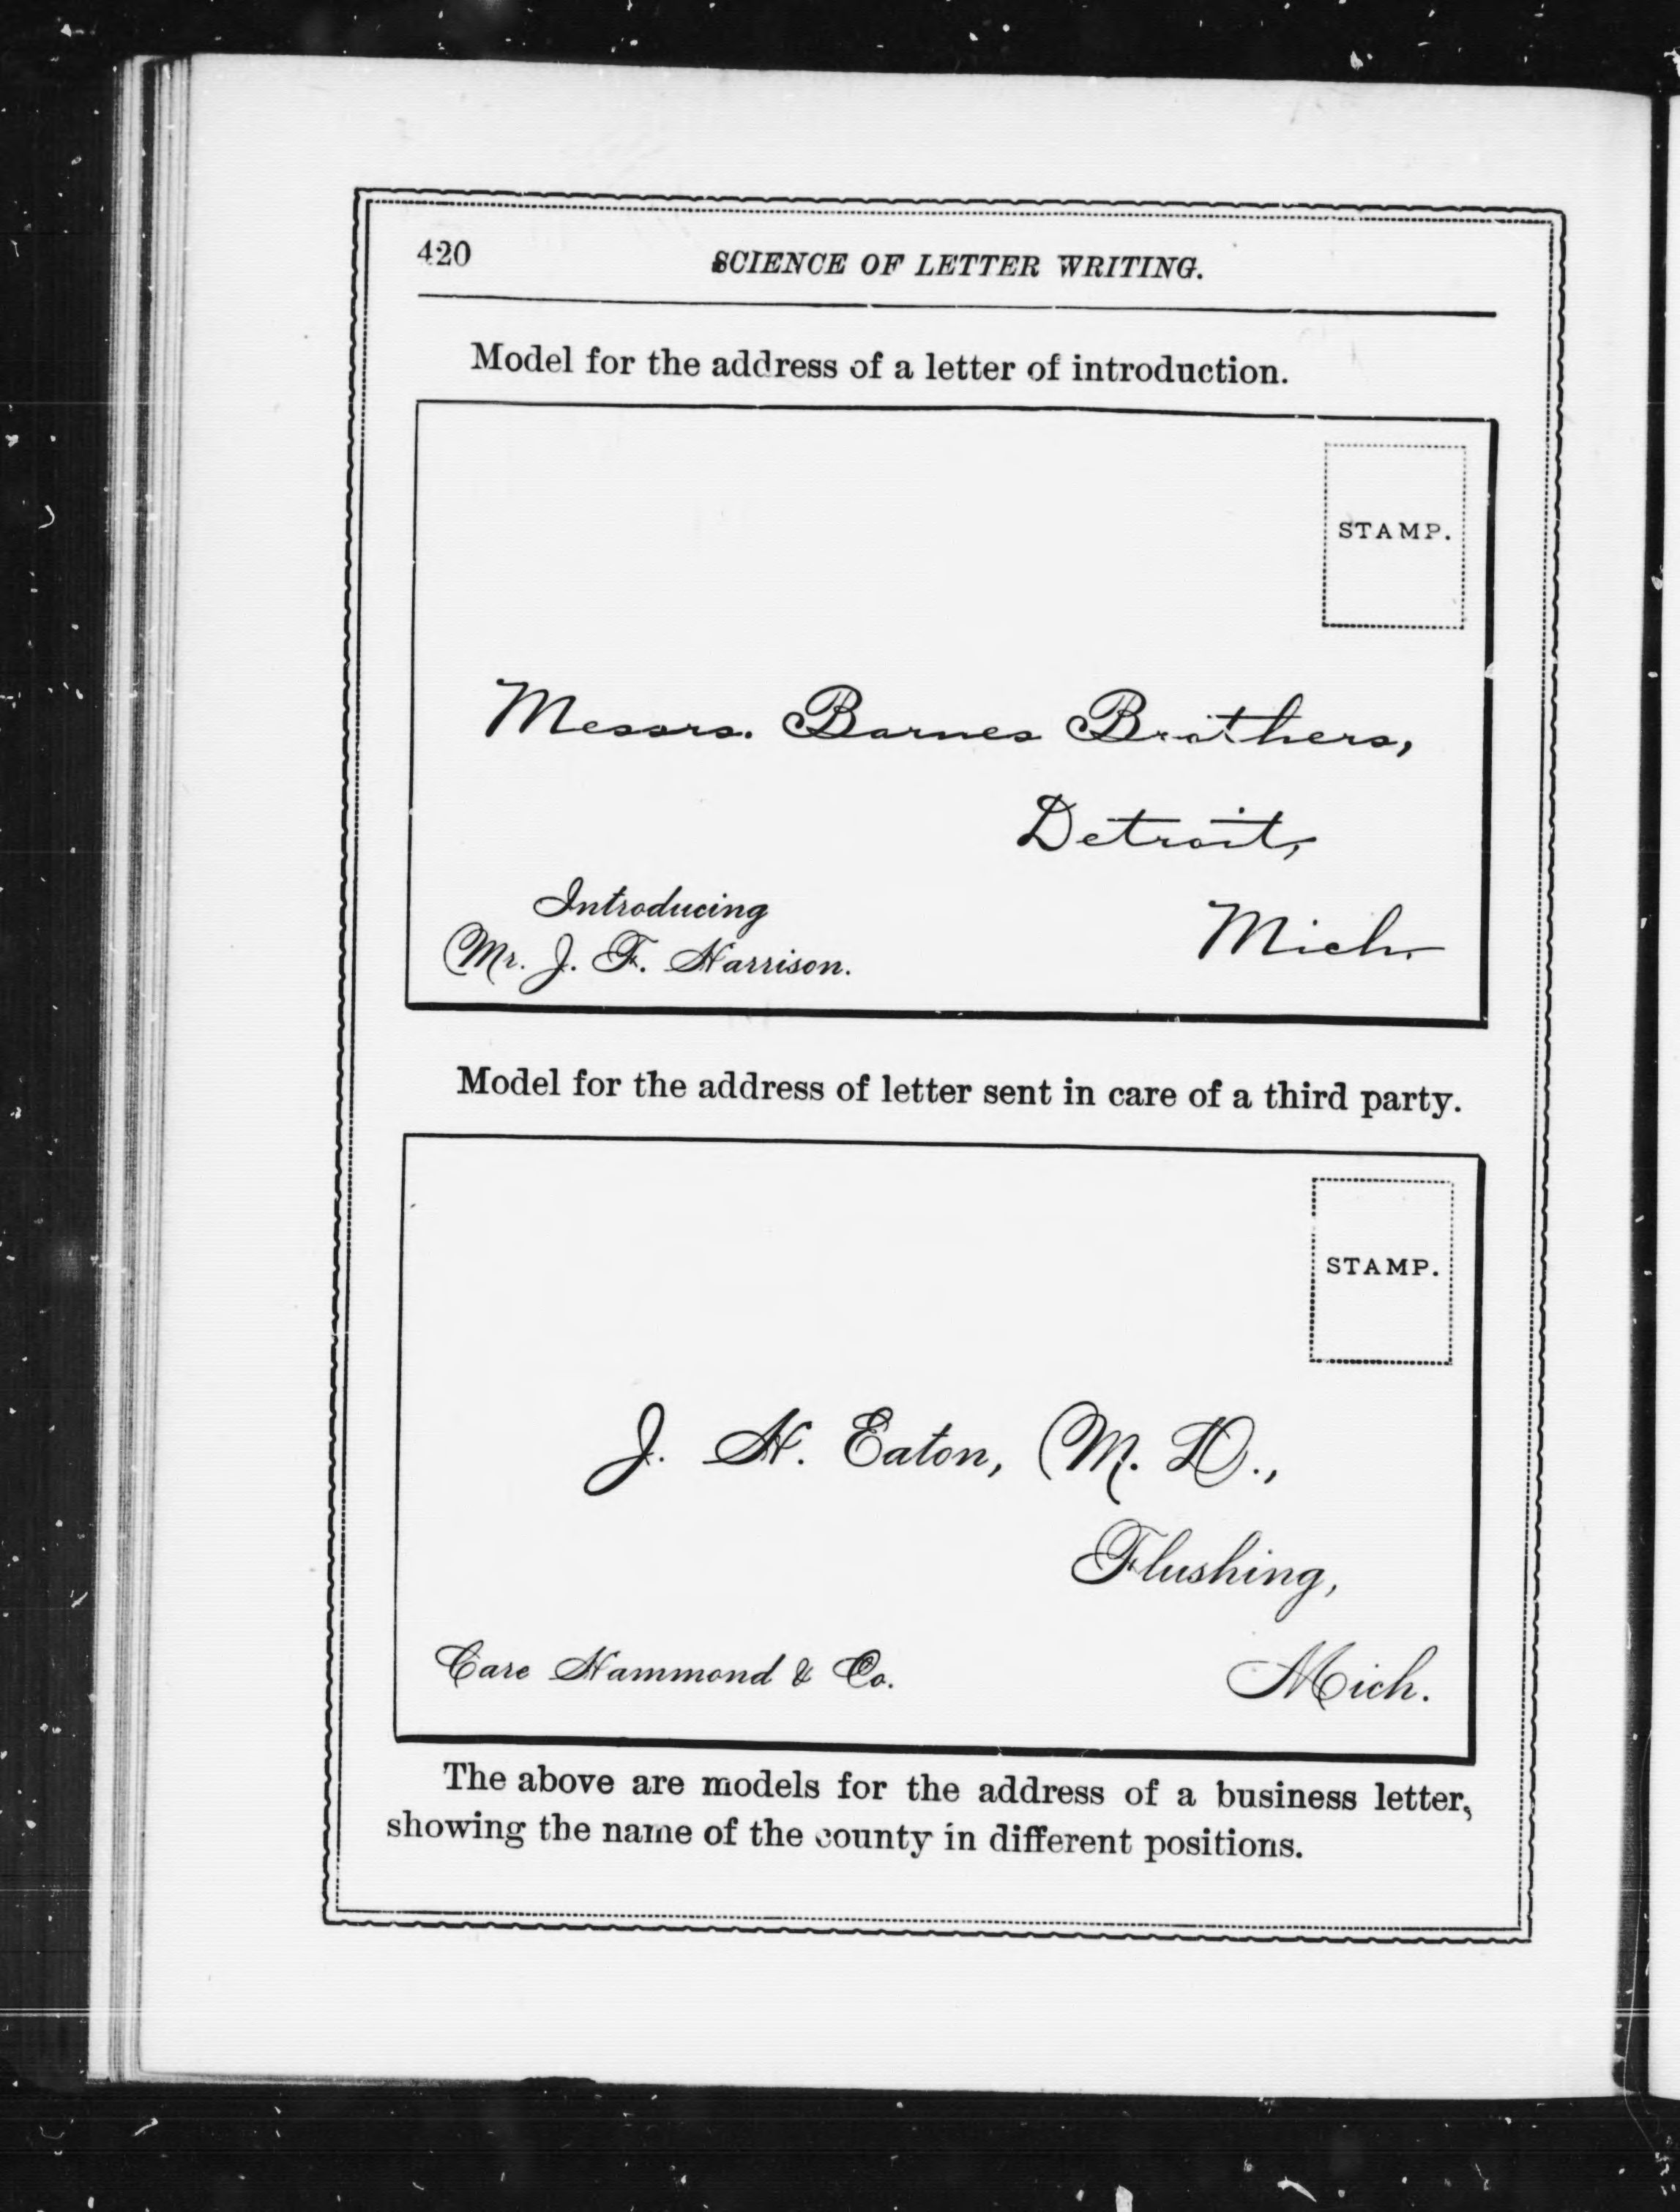 420
SCIENCE OF LETTER WRITING.
Model for the address of a letter of introduction.
STAMP.
Messrs. Barnes Brothers,
Detroit,
Mich.
Introducing
Mr. J. F. Harrison.
Model for the address of letter sent in care of a third party.
STAMP.
J. H. Eaton, M. D.,
Flushing,
Mich.
Care Hammond & Co.
The above are models for the address of a business letter,
showing the name of the county in different positions.